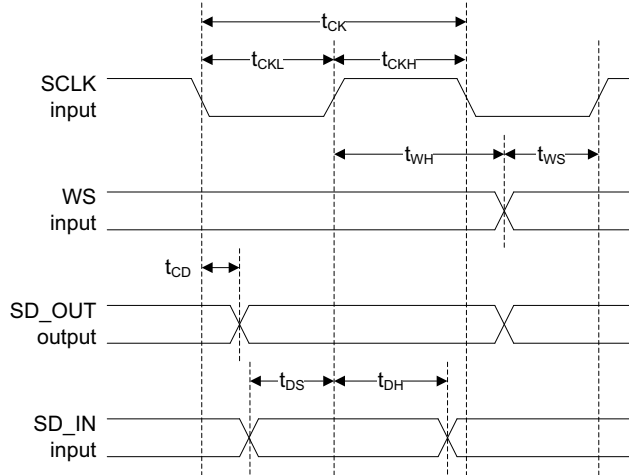 tCK
tCKL
tCKH
SCLK
input
tWH
tWS
WS
input
tCD
SD_OUT
output
tDS
tDH
SD_IN
input